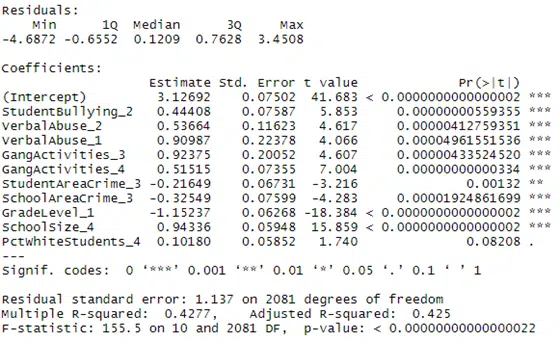 Residuals:
    Min      1Q  Median      3Q     Max
-4.6872 -0.6552  0.1209  0.7628  3.4508

Coefficients:
                    Estimate Std. Error t value             Pr(>|t|)
(Intercept)          3.12692    0.07502  41.683 < 0.0000000000000002 ***
StudentBullying_2    0.44408    0.07587   5.853     0.00000000559355 ***
VerbalAbuse_2        0.53664    0.11623   4.617     0.00000412759351 ***
VerbalAbuse_1        0.90987    0.22378   4.066     0.00004961551536 ***
GangActivities_3     0.92375    0.20052   4.607     0.00000433524520 ***
GangActivities_4     0.51515    0.07355   7.004     0.00000000000334 ***
StudentAreaCrime_3  -0.21649    0.06731  -3.216              0.00132 **
SchoolAreaCrime_3   -0.32549    0.07599  -4.283     0.00001924861699 ***
GradeLevel_1        -1.15237    0.06268 -18.384 < 0.0000000000000002 ***
SchoolSize_4         0.94336    0.05948  15.859 < 0.0000000000000002 ***
PctWhiteStudents_4   0.10180    0.05852   1.740              0.08208 .
---
Signif. codes:  0 ‘***’ 0.001 ‘**’ 0.01 ‘*’ 0.05 ‘.’ 0.1 ‘ ’ 1

Residual standard error: 1.137 on 2081 degrees of freedom
Multiple R-squared:  0.4277,    Adjusted R-squared:  0.425
F-statistic: 155.5 on 10 and 2081 DF,  p-value: < 0.00000000000000022